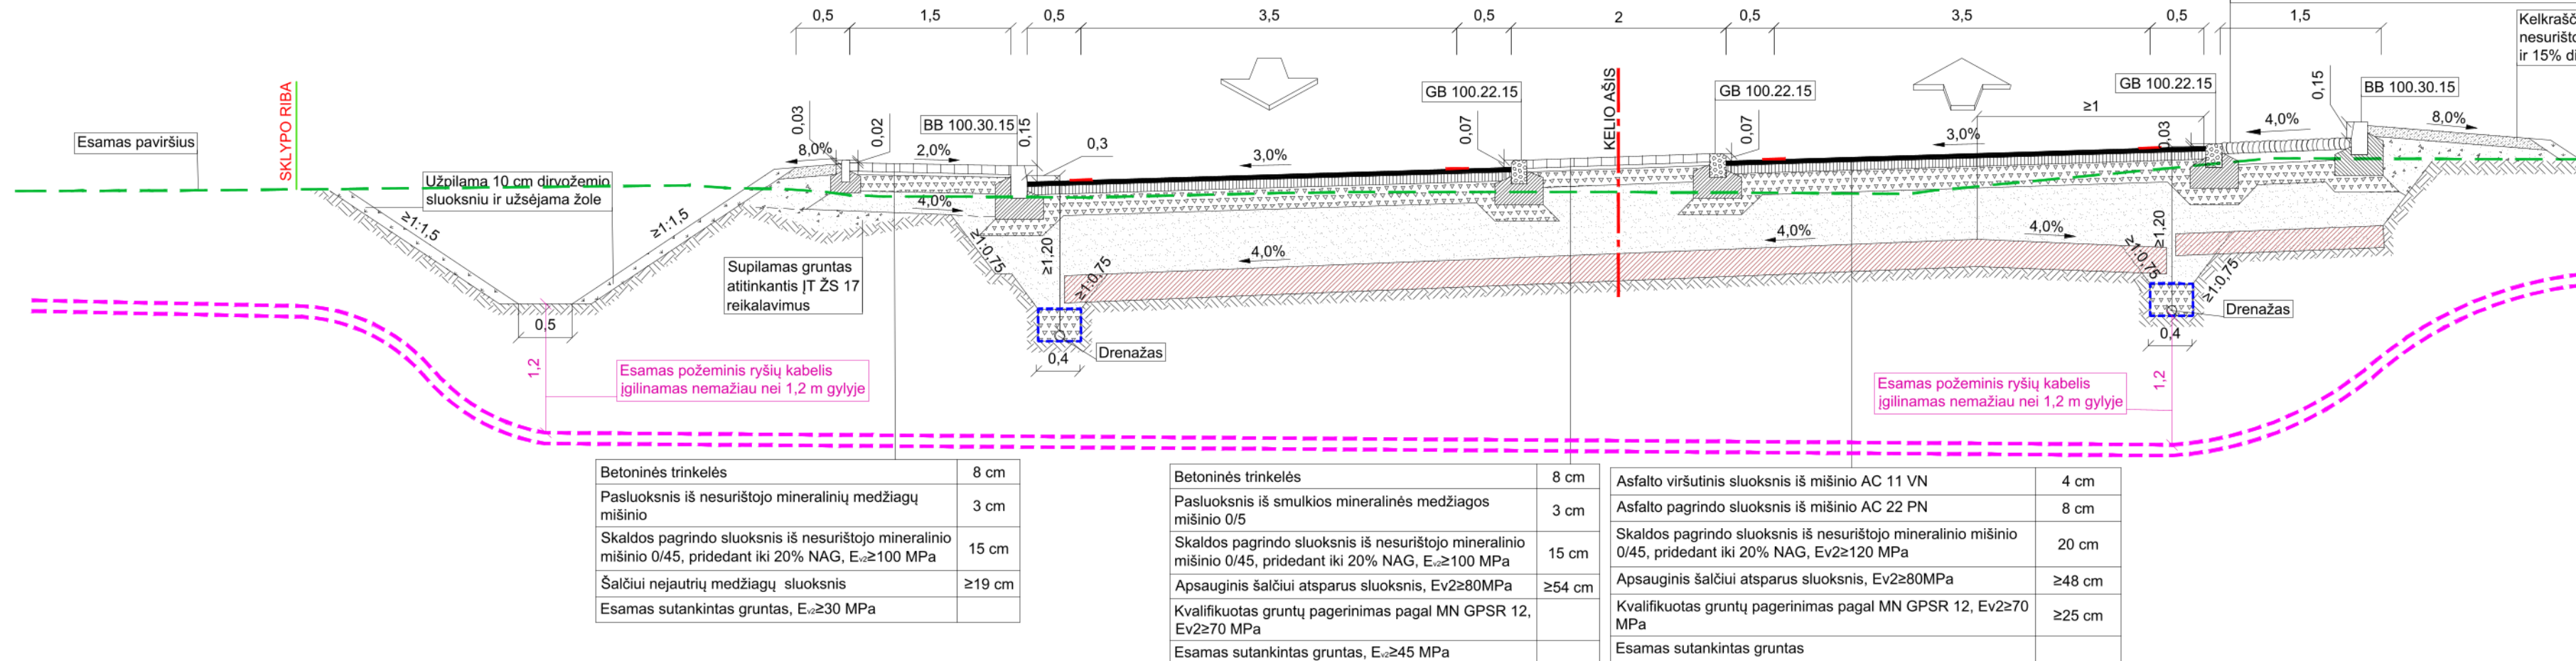 0,5
1,5
0,5
3,5
0,5
2
0,5
3,5
0,5
1,5
Kelkrašč
nesurišto
ir 15% di
SKLYPO RIBA
Esamas paviršius
Užpilama 10 cm dirvožemio
sluoksniu ir užsėjama žole
≥1:1,5
≥1:1,5
0,5
1,2
0,03
0,02
8,0%
2,0%
BB 100.30.15
0,15
0,3
3,0%
4,0%
GB 100.22.15
0,07
KELIO AŠIS
GB 100.22.15
0,07
≥1
3,0%
GB 100.22.15
0,03
4,0%
0,15
BB 100.30.15
8,0%
Supilamas gruntas
atitinkantis ĮT ŽS 17
reikalavimus
≥1:0,75
≥1,20
≥1:0,75
4,0%
4,0%
4,0%
≥1:0,75
≥1,20
≥1:0,75
Drenažas
0,4
Drenažas
0,4
1,2
Esamas požeminis ryšių kabelis
įgilinamas nemažiau nei 1,2 m gylyje
Esamas požeminis ryšių kabelis
įgilinamas nemažiau nei 1,2 m gylyje
Betoninės trinkelės 8 cm
Pasluoksnis iš nesurištojo mineralinių medžiagų
mišinio 3 cm
Skaldos pagrindo sluoksnis iš nesurištojo mineralinio
mišinio 0/45, pridedant iki 20% NAG, Ev2≥100 MPa 15 cm
Šalčiui nejautrių medžiagų sluoksnis ≥19 cm
Esamas sutankintas gruntas, Ev2≥30 MPa
Betoninės trinkelės 8 cm
Pasluoksnis iš smulkios mineralinės medžiagos
mišinio 0/5 3 cm
Skaldos pagrindo sluoksnis iš nesurištojo mineralinio
mišinio 0/45, pridedant iki 20% NAG, Ev2≥100 MPa 15 cm
Apsauginis šalčiui atsparus sluoksnis, Ev2≥80MPa ≥54 cm
Kvalifikuotas gruntų pagerinimas pagal MN GPSR 12,
Ev2≥70 MPa
Esamas sutankintas gruntas, Ev2≥45 MPa
Asfalto viršutinis sluoksnis iš mišinio AC 11 VN 4 cm
Asfalto pagrindo sluoksnis iš mišinio AC 22 PN 8 cm
Skaldos pagrindo sluoksnis iš nesurištojo mineralinio mišinio
0/45, pridedant iki 20% NAG, Ev2≥120 MPa 20 cm
Apsauginis šalčiui atsparus sluoksnis, Ev2≥80MPa ≥48 cm
Kvalifikuotas gruntų pagerinimas pagal MN GPSR 12, Ev2≥70
MPa ≥25 cm
Esamas sutankintas gruntas